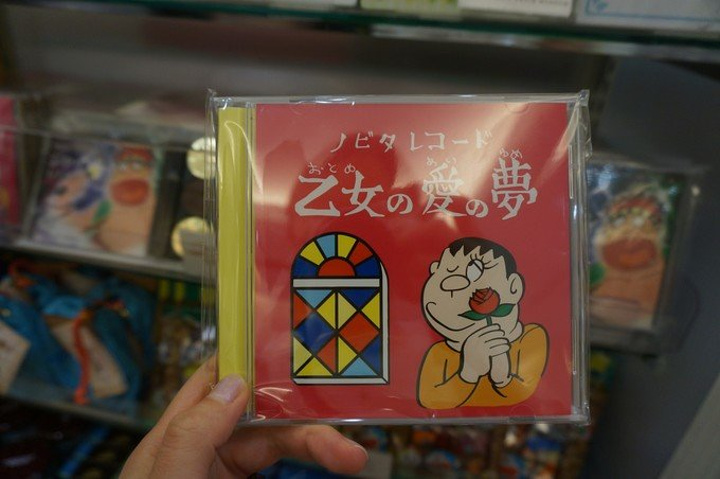 ノビタレコード
おとめ あい ゆめ
乙女の愛の夢